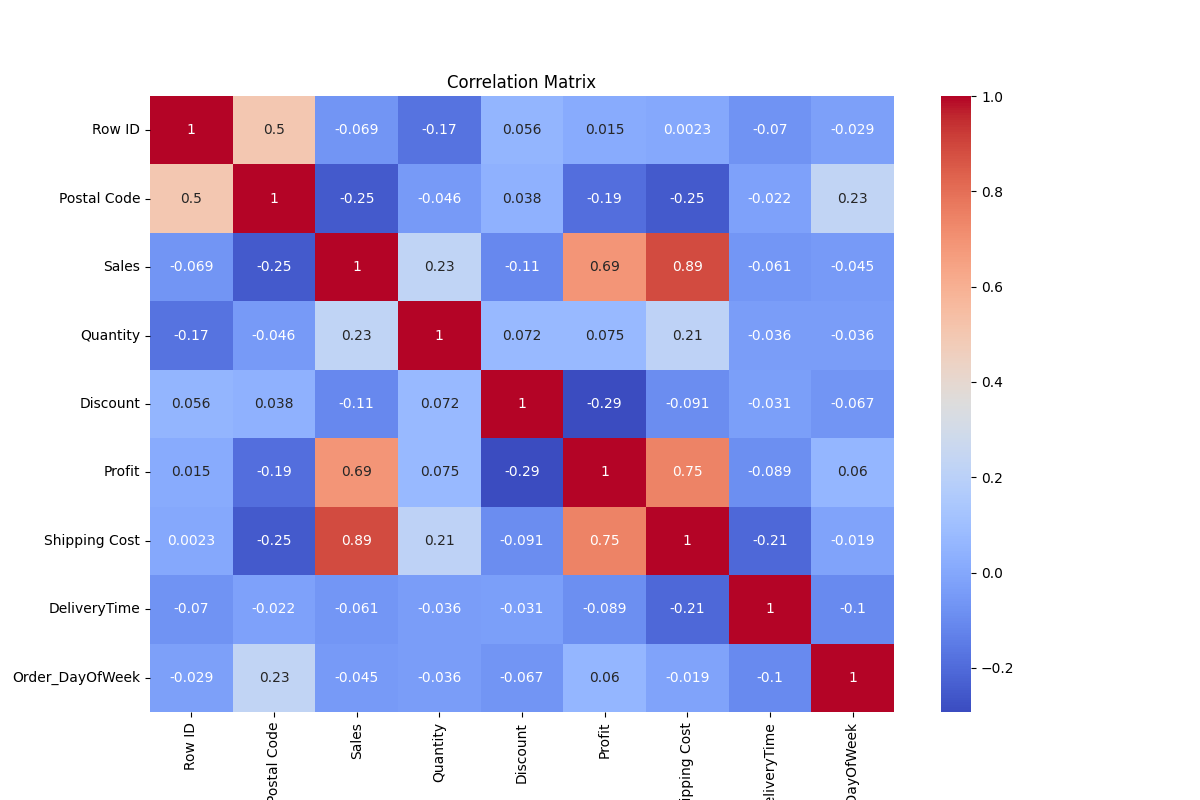 Correlation Matrix
Row ID 1 0.5 -0.069 -0.17 0.056 0.015 0.0023 -0.07 -0.029
Postal Code 0.5 1 -0.25 -0.046 0.038 -0.19 -0.25 -0.022 0.23
Sales -0.069 -0.25 1 0.23 -0.11 0.69 0.89 -0.061 -0.045
Quantity -0.17 -0.046 0.23 1 0.072 0.075 0.21 -0.036 -0.036
Discount 0.056 0.038 -0.11 0.072 1 -0.29 -0.091 -0.031 -0.067
Profit 0.015 -0.19 0.69 0.075 -0.29 1 0.75 -0.089 0.06
Shipping Cost 0.0023 -0.25 0.89 0.21 -0.091 0.75 1 -0.21 -0.019
DeliveryTime -0.07 -0.022 -0.061 -0.036 -0.031 -0.089 -0.21 1 -0.1
Order_DayOfWeek -0.029 0.23 -0.045 -0.036 -0.067 0.06 -0.019 -0.1 1
Row ID
Postal Code
Sales
Quantity
Discount
Profit
ipping Cost
eliveryTime
DayOfWeek
1.0
0.8
0.6
0.4
0.2
0.0
−0.2